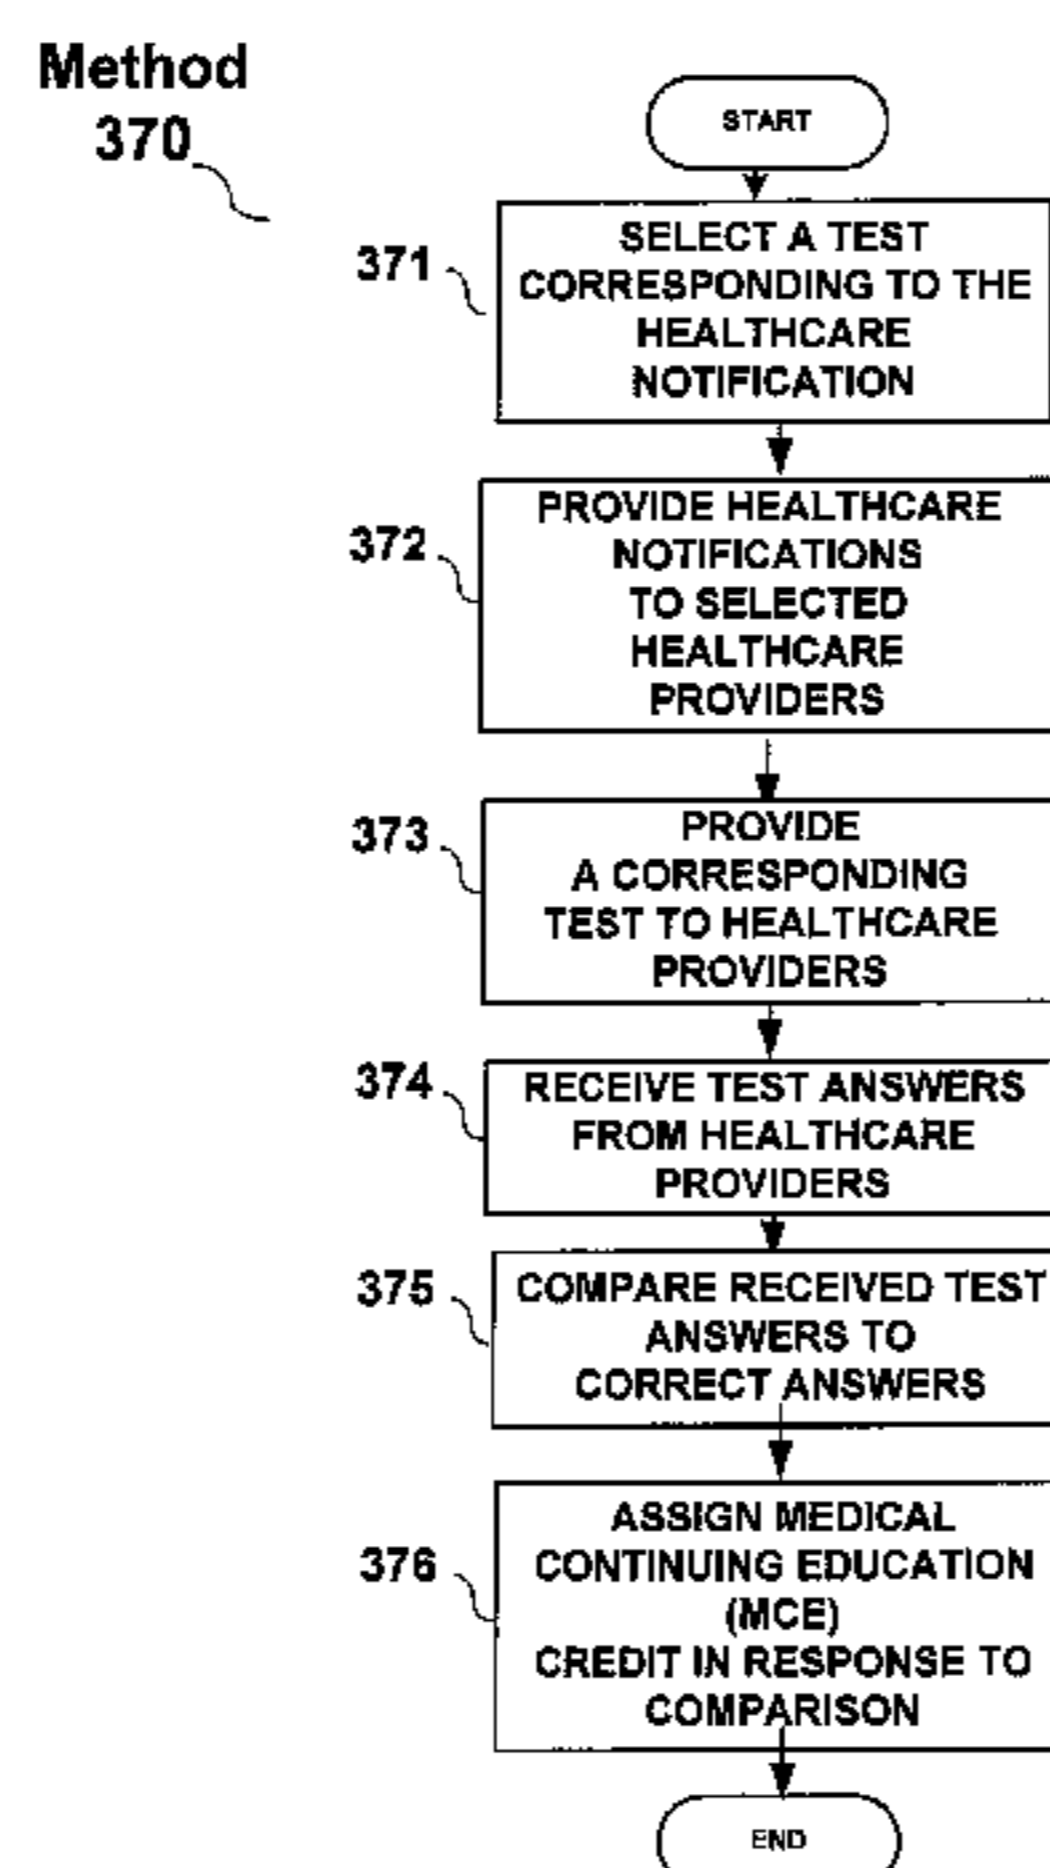 Method
370
START
371
SELECT A TEST
CORRESPONDING TO THE
HEALTHCARE
NOTIFICATION
372
PROVIDE HEALTHCARE
NOTIFICATIONS
TO SELECTED
HEALTHCARE
PROVIDERS
373
PROVIDE
A CORRESPONDING
TEST TO HEALTHCARE
PROVIDERS
374
RECEIVE TEST ANSWERS
FROM HEALTHCARE
PROVIDERS
375
COMPARE RECEIVED TEST
ANSWERS TO
CORRECT ANSWERS
376
ASSIGN MEDICAL
CONTINUING EDUCATION
(MCE)
CREDIT IN RESPONSE TO
COMPARISON
END